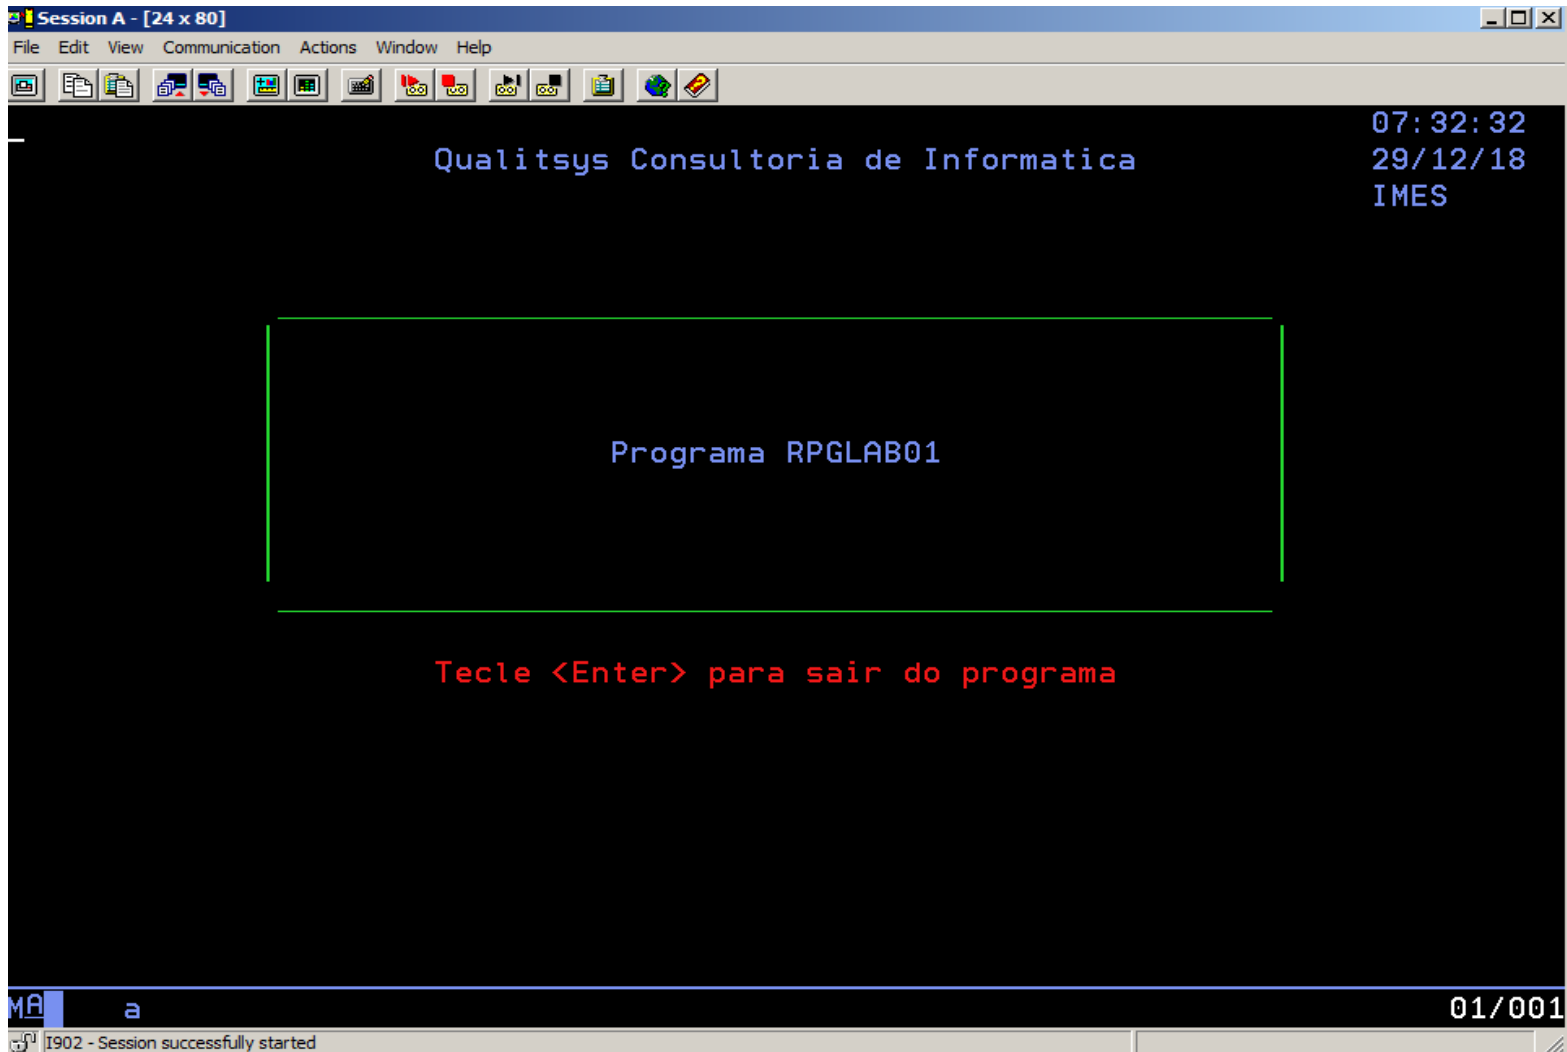 Session A - [24 x 80]
File Edit View Communication Actions Window Help
07:32:32
Qualitsys Consultoria de Informatica 29/12/18
IMES
Programa RPGLAB01
Tecle <Enter> para sair do programa
MA a 01/001
I902 - Session successfully started